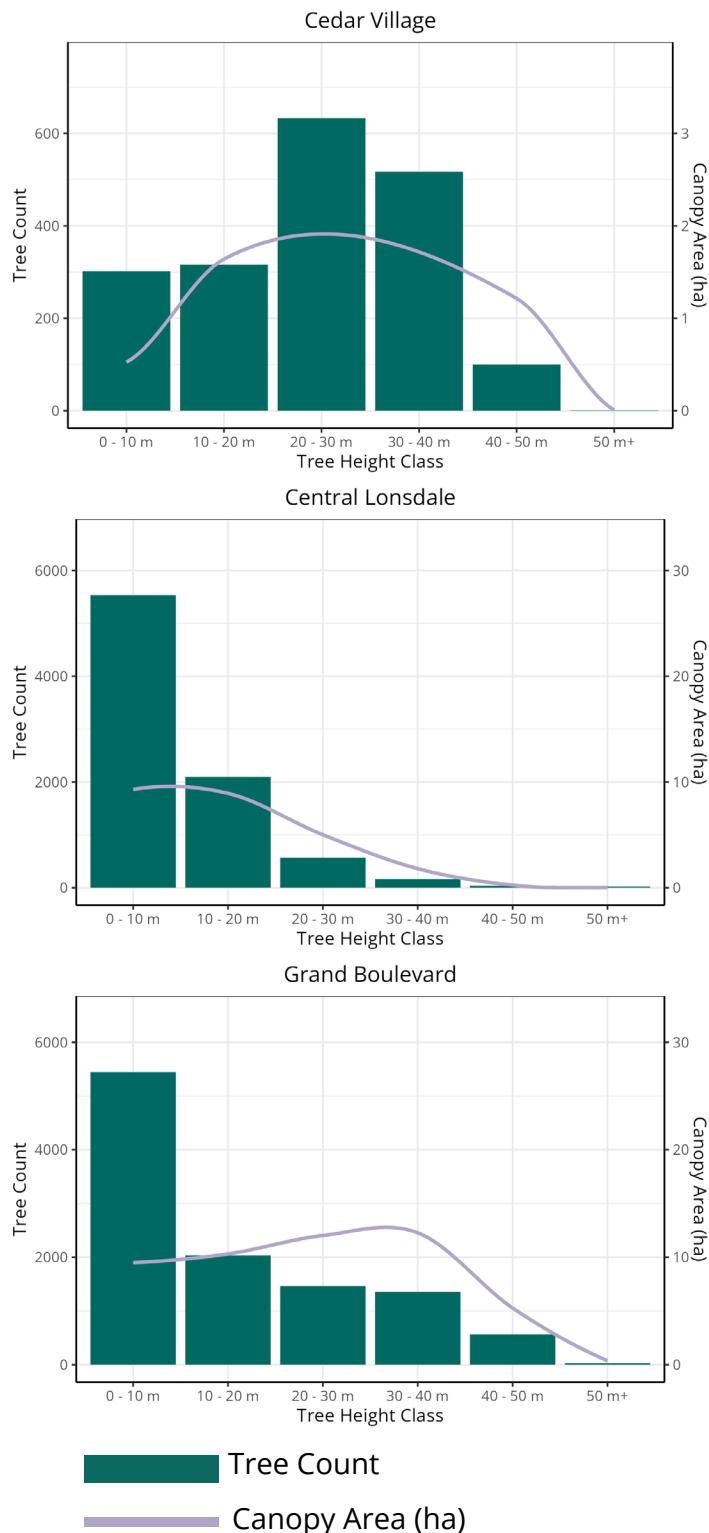 Cedar Village
Tree Count
600
400
200
0
3
2
1
0
Canopy Area (ha)
0 - 10 m 10 - 20 m 20 - 30 m 30 - 40 m 40 - 50 m 50 m+
Tree Height Class
Central Lonsdale
Tree Count
6000
4000
2000
0
30
20
10
0
Canopy Area (ha)
0 - 10 m 10 - 20 m 20 - 30 m 30 - 40 m 40 - 50 m 50 m+
Tree Height Class
Grand Boulevard
Tree Count
6000
4000
2000
0
30
20
10
0
Canopy Area (ha)
0 - 10 m 10 - 20 m 20 - 30 m 30 - 40 m 40 - 50 m 50 m+
Tree Height Class
Tree Count
Canopy Area (ha)